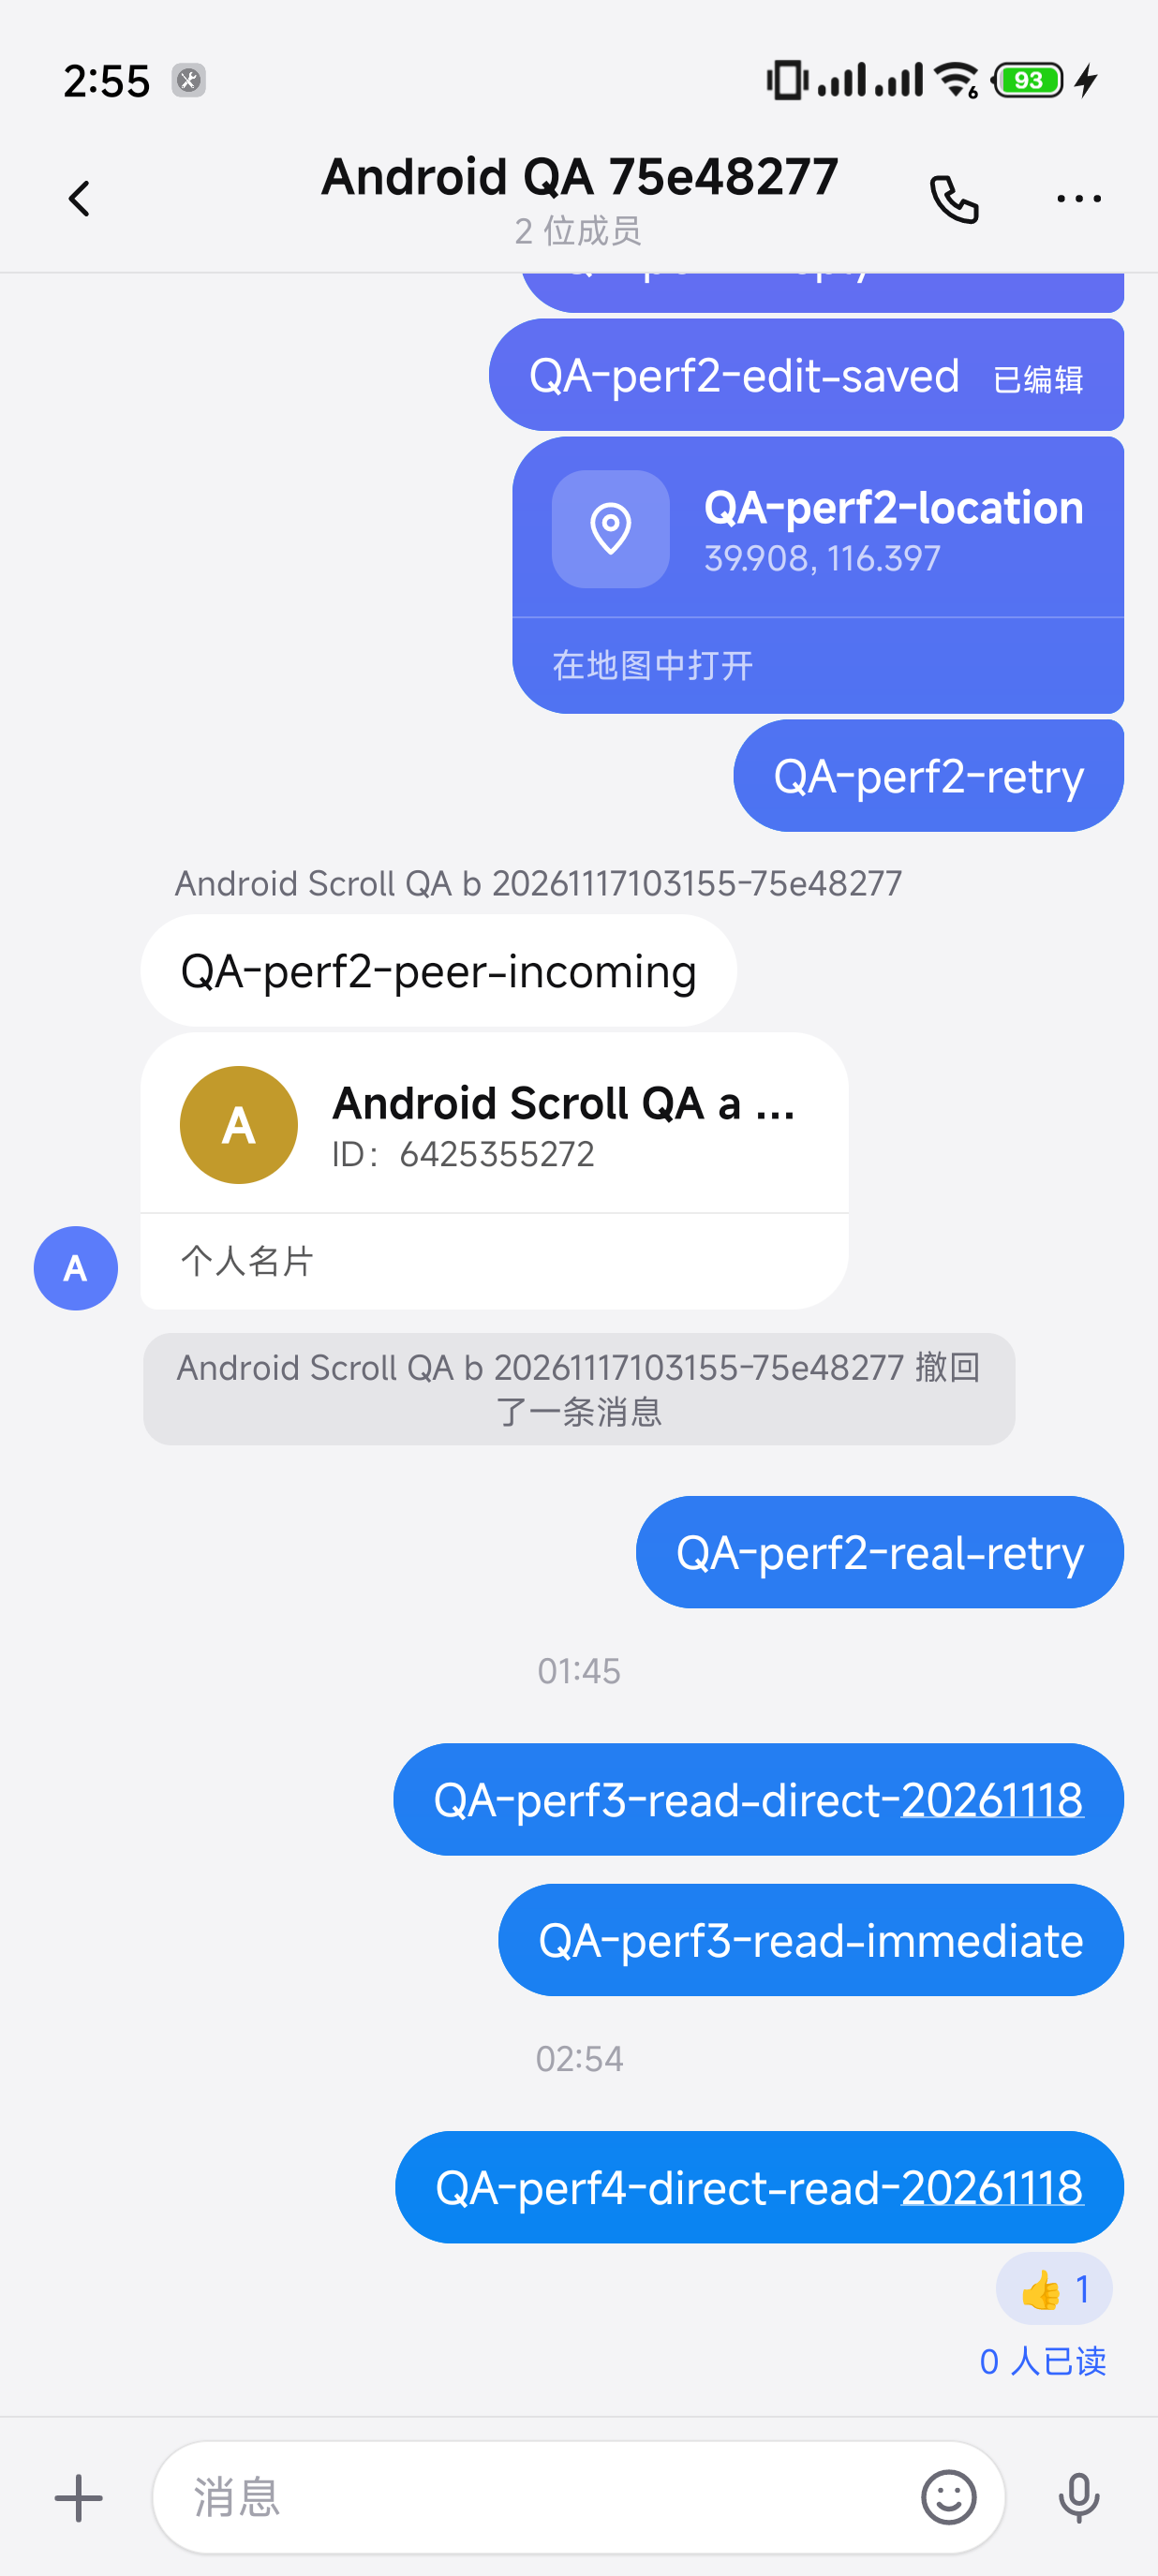 2:55
93
Android QA 75e48277
2 位成员
QA-perf2-edit-saved 已编辑
QA-perf2-location
39.908, 116.397
在地图中打开
QA-perf2-retry
Android Scroll QA b 20261117103155-75e48277
QA-perf2-peer-incoming
A
Android Scroll QA a ...
ID: 6425355272
个人名片
A
Android Scroll QA b 20261117103155-75e48277 撤回
了一条消息
QA-perf2-real-retry
01:45
QA-perf3-read-direct-20261118
QA-perf3-read-immediate
02:54
QA-perf4-direct-read-20261118
👍 1
0 人已读
消息